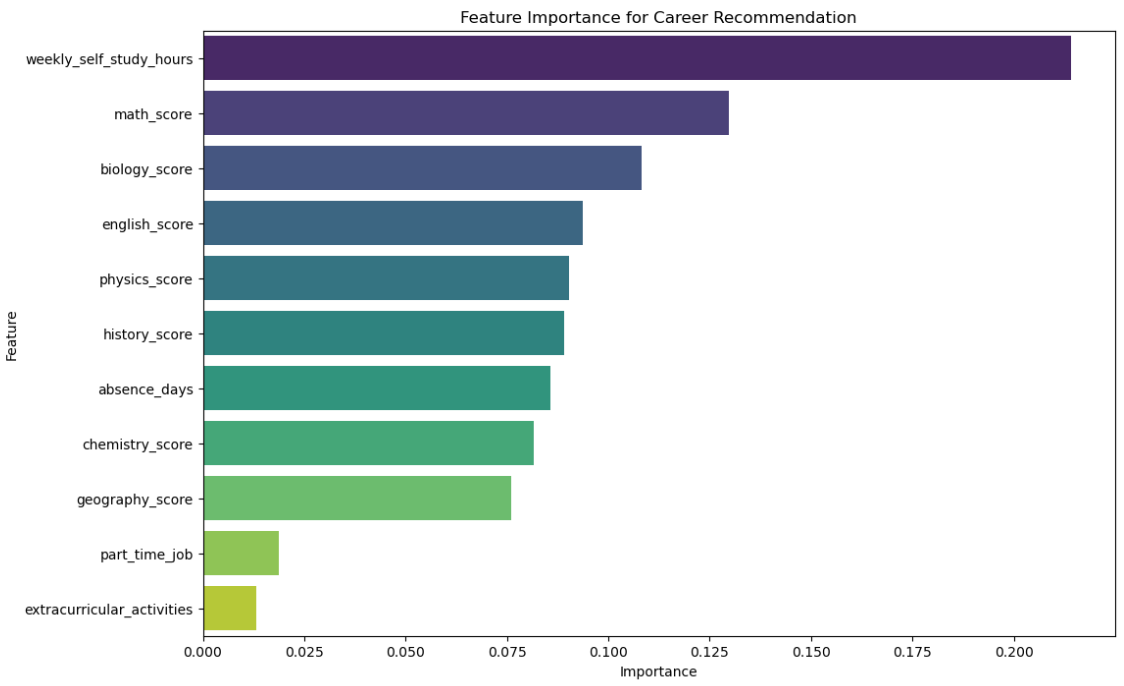 Feature Importance for Career Recommendation
Feature
weekly_self_study_hours
math_score
biology_score
english_score
physics_score
history_score
absence_days
chemistry_score
geography_score
part_time_job
extracurricular_activities
0.000 0.025 0.050 0.075 0.100 0.125 0.150 0.175 0.200
Importance